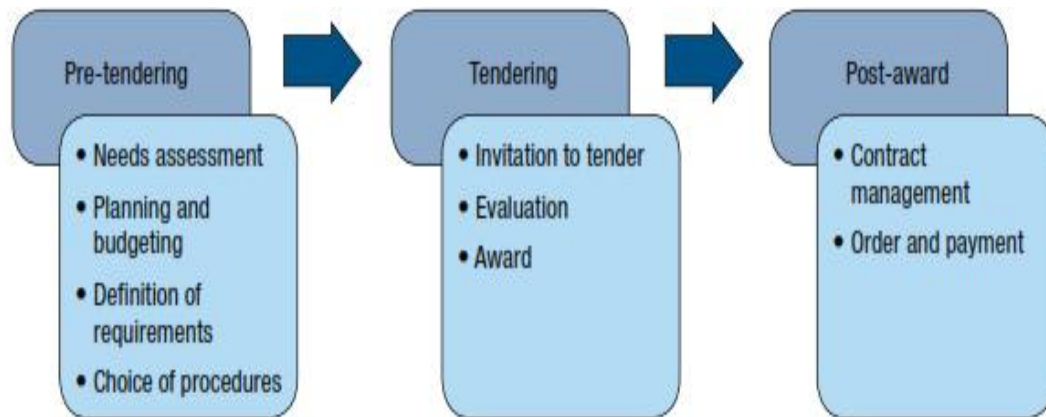 Pre-tendering
• Needs assessment
• Planning and
budgeting
• Definition of
requirements
• Choice of procedures
Tendering
• Invitation to tender
• Evaluation
• Award
Post-award
• Contract
management
• Order and payment